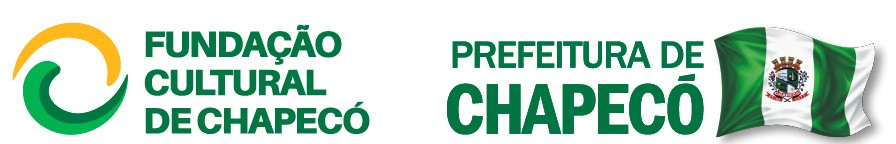 FUNDAÇÃO
CULTURAL
DE CHAPECÓ
PREFEITURA DE
CHAPECÓ